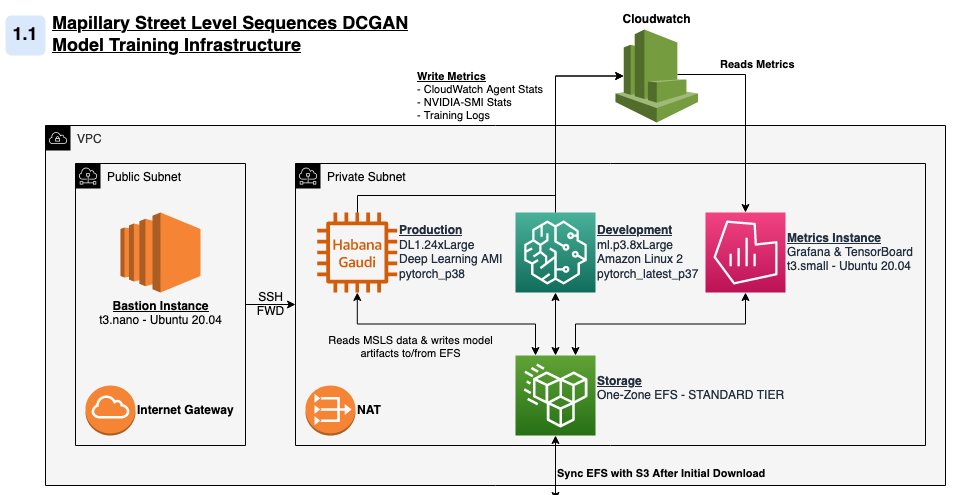 1.1
Mapillary Street Level Sequences DCGAN
Model Training Infrastructure
Cloudwatch
Write Metrics
- CloudWatch Agent Stats
- NVIDIA-SMI Stats
- Training Logs
Reads Metrics
VPC
Public Subnet
Private Subnet
Bastion Instance
t3.nano - Ubuntu 20.04
SSH
FWD
Internet Gateway
Habana
Gaudi
Production
DL1.24xLarge
Deep Learning AMI
pytorch_p38
Development
ml.p3.8xLarge
Amazon Linux 2
pytorch_latest_p37
Metrics Instance
Grafana & TensorBoard
t3.small - Ubuntu 20.04
Reads MSLS data & writes model
artifacts to/from EFS
NAT
Storage
One-Zone EFS - STANDARD TIER
Sync EFS with S3 After Initial Download